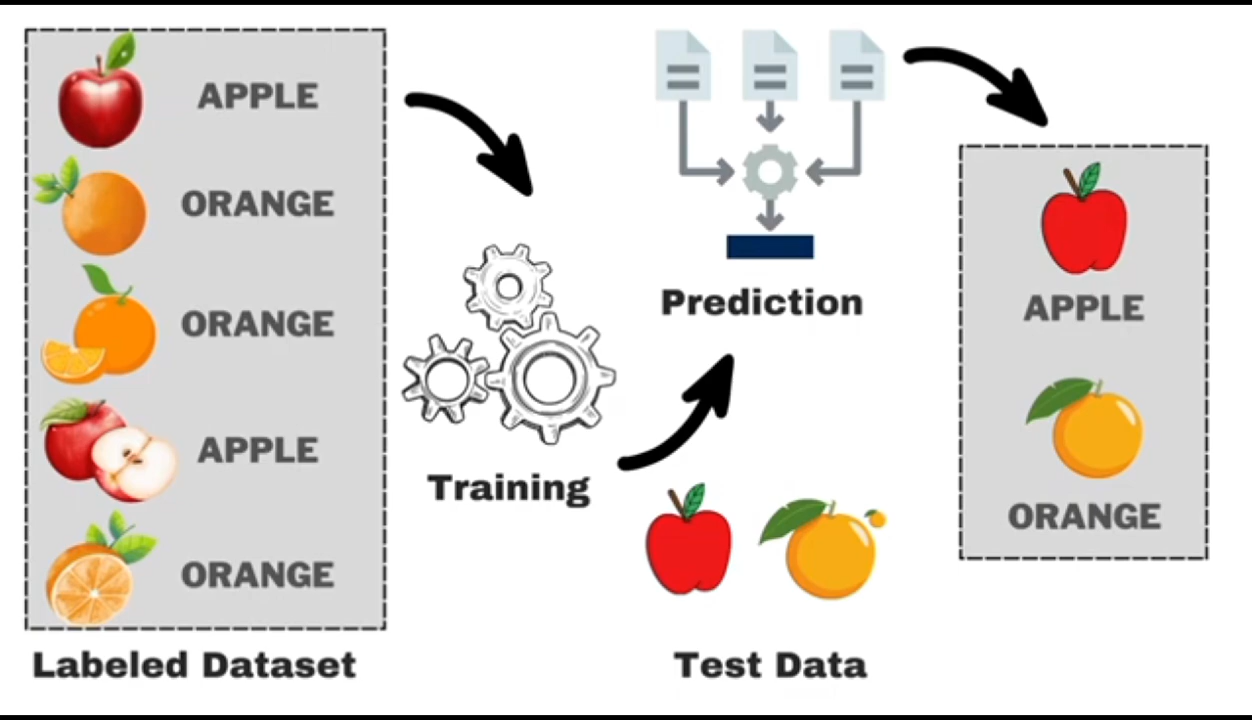 APPLE
ORANGE
ORANGE
APPLE
ORANGE
Labeled Dataset
Training
Prediction
Test Data
APPLE
ORANGE